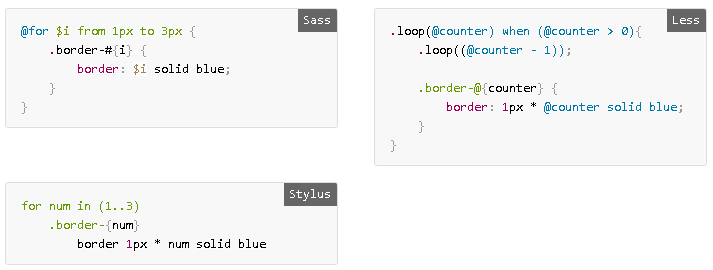 Sass
@for $i from 1px to 3px {
    .border-#{i} {
        border: $i solid blue;
    }
}
Less
.loop(@counter) when (@counter > 0){
    .loop((@counter - 1));

    .border-@{counter} {
        border: 1px * @counter solid blue;
    }
}
Stylus
for num in (1..3)
    .border-{num}
        border 1px * num solid blue